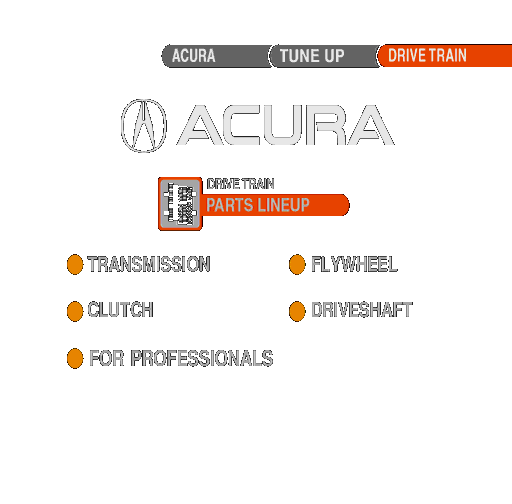 ACURA TUNE UP DRIVE TRAIN
ACURA
DRIVE TRAIN
PARTS LINEUP
TRANSMISSION FLYWHEEL
CLUTCH DRIVESHAFT
FOR PROFESSIONALS